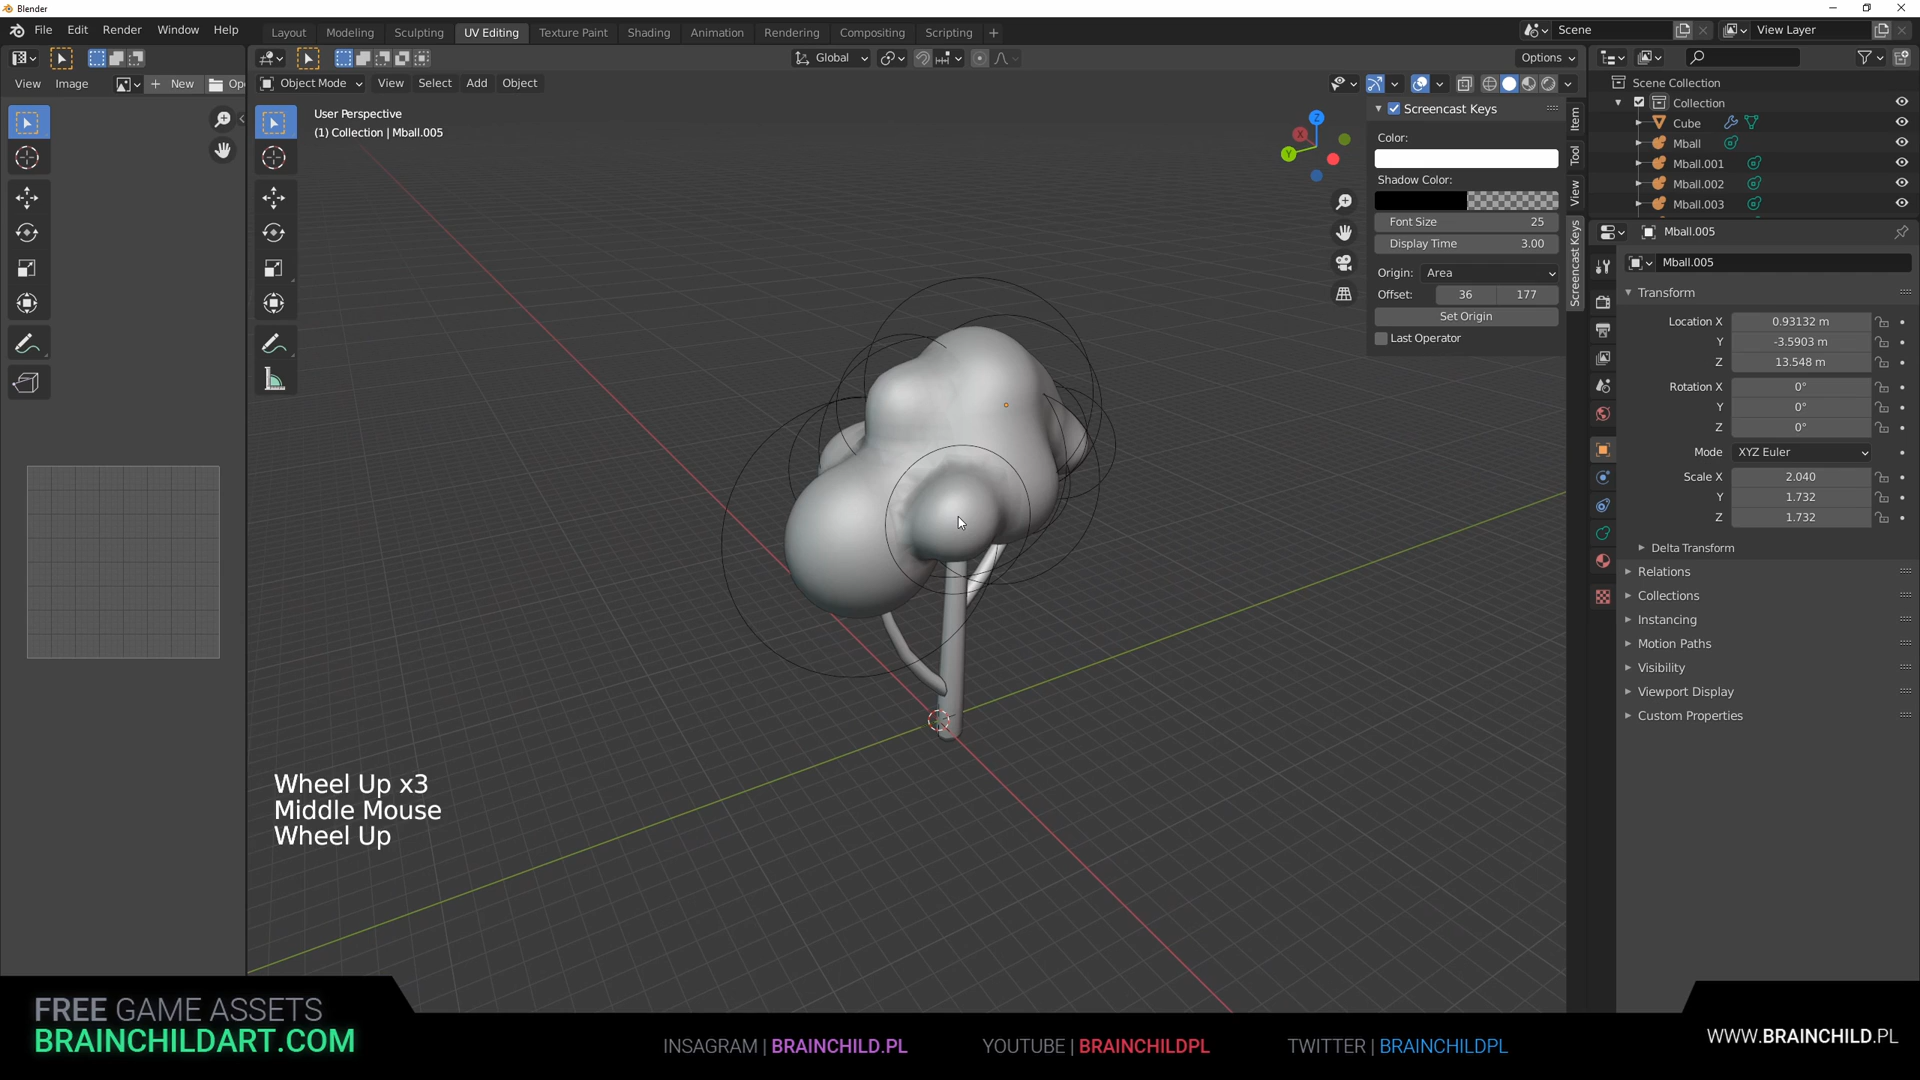 Blender
File Edit Render Window Help
Layout Modeling Sculpting UV Editing Texture Paint Shading Animation Rendering Compositing Scripting +
Scene
View Layer
Global
Options
View Image + New Op
Object Mode View Select Add Object
User Perspective
(1) Collection | Mball.005
Z
X
Y
Screencast Keys
Color:
Shadow Color:
Font Size 25
Display Time 3.00
Origin: Area
Offset: 36 177
Set Origin
Last Operator
Item
Tool
View
Screencast Keys
Scene Collection
Collection
Cube
Mball
Mball.001
Mball.002
Mball.003
Mball.005
Mball.005
Transform
Location X 0.93132 m
Y -3.5903 m
Z 13.548 m
Rotation X 0°
Y 0°
Z 0°
Mode XYZ Euler
Scale X 2.040
Y 1.732
Z 1.732
Delta Transform
Relations
Collections
Instancing
Motion Paths
Visibility
Viewport Display
Custom Properties
Wheel Up x3
Middle Mouse
Wheel Up
FREE GAME ASSETS
BRAINCHILDART.COM
INSAGRAM | BRAINCHILD.PL
YOUTUBE | BRAINCHILDPL
TWITTER | BRAINCHILDPL
WWW.BRAINCHILD.PL